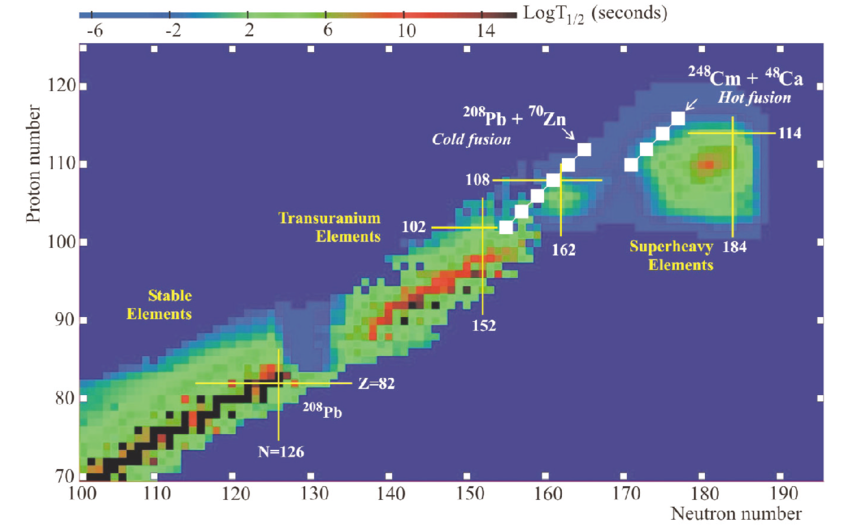 -6 -2 2 6 10 14 LogT1/2 (seconds)
Proton number
120
110
100
90
80
70
248Cm + 48Ca
Hot fusion
208Pb + 70Zn
Cold fusion
114
108
Transuranium
Elements
102
162
Superheavy
Elements
184
Stable
Elements
152
Z=82
208Pb
N=126
100 110 120 130 140 150 160 170 180 190
Neutron number